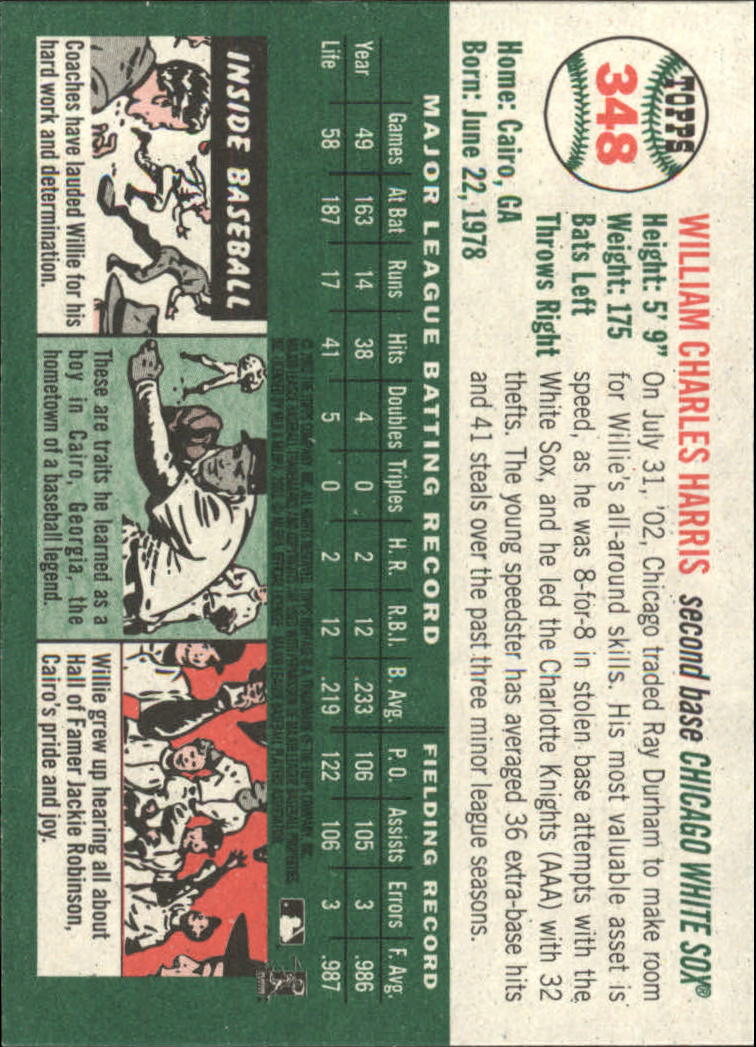 TOPPS
348
WILLIAM CHARLES HARRIS second base CHICAGO WHITE SOX®
Height: 5' 9"
Weight: 175
Bats Left
Throws Right
Home: Cairo, GA
Born: June 22, 1978
On July 31, '02, Chicago traded Ray Durham to make room
for Willie's all-around skills. His most valuable asset is
speed, as he was 8-for-8 in stolen base attempts with the
White Sox, and he led the Charlotte Knights (AAA) with 32
thefts. The young speedster has averaged 36 extra-base hits
and 41 steals over the past three minor league seasons.
MAJOR LEAGUE BATTING RECORD FIELDING RECORD
Games At Bat Runs Hits Doubles Triples H. R. R.B.I. B. Avg. P. O. Assists Errors F. Avg.
Year 49 163 14 38 4 0 2 12 .233 106 105 3 .986
Life 58 187 17 41 5 0 2 12 .219 122 106 3 .987
INSIDE BASEBALL
Coaches have lauded Willie for his
hard work and determination.
These are traits he learned as a
boy in Cairo, Georgia, the
hometown of a baseball legend.
Willie grew up hearing all about
Hall of Famer Jackie Robinson,
Cairo's pride and joy.